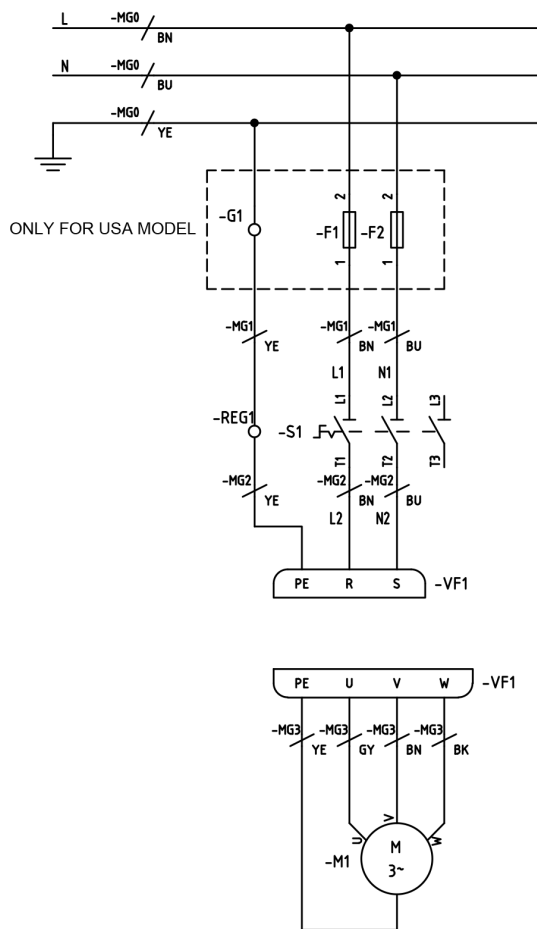 L
-MG0
BN
N
-MG0
BU
-MG0
YE
ONLY FOR USA MODEL
-G1
2
2
-F1
-F2
1
1
-MG1
-MG1
-MG1
YE
BN
BU
L1
N1
L1
L2
L3
-REG1
-S1
T1
T2
T3
-MG2
-MG2
-MG2
YE
BN
BU
L2
N2
PE
R
S
-VF1
PE
U
V
W
-VF1
-MG3
-MG3
-MG3
-MG3
YE
GY
BN
BK
U
V
W
-M1
M
3~